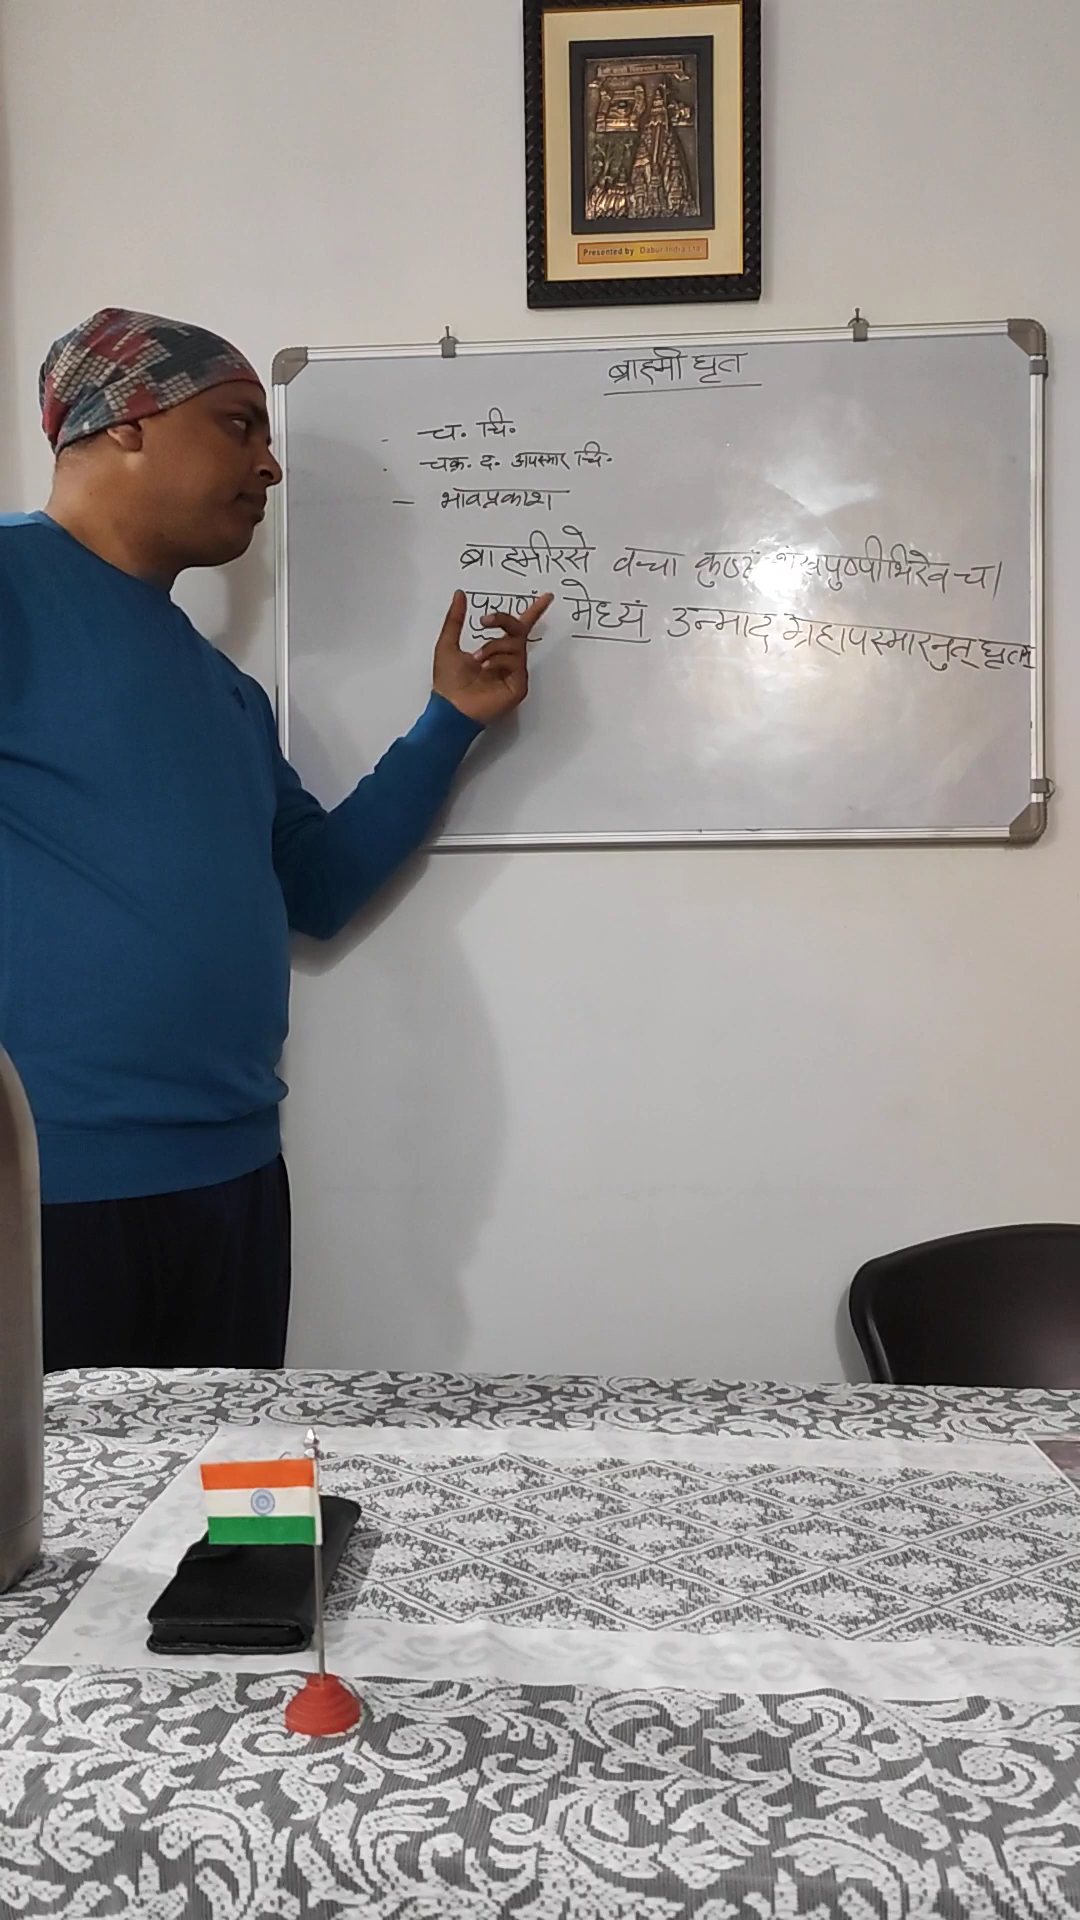 Presented by Dabur India Ltd
ब्राह्मी घृत
- च. चि.
- चक्र. द. अपस्मार चि.
- भावप्रकाश
ब्राह्मीरसे वचा कुष्ठ शंखपुष्पीभिरेव च।
पुराणं मेध्यं उन्माद ग्रहापस्मारनुत् घृतम्